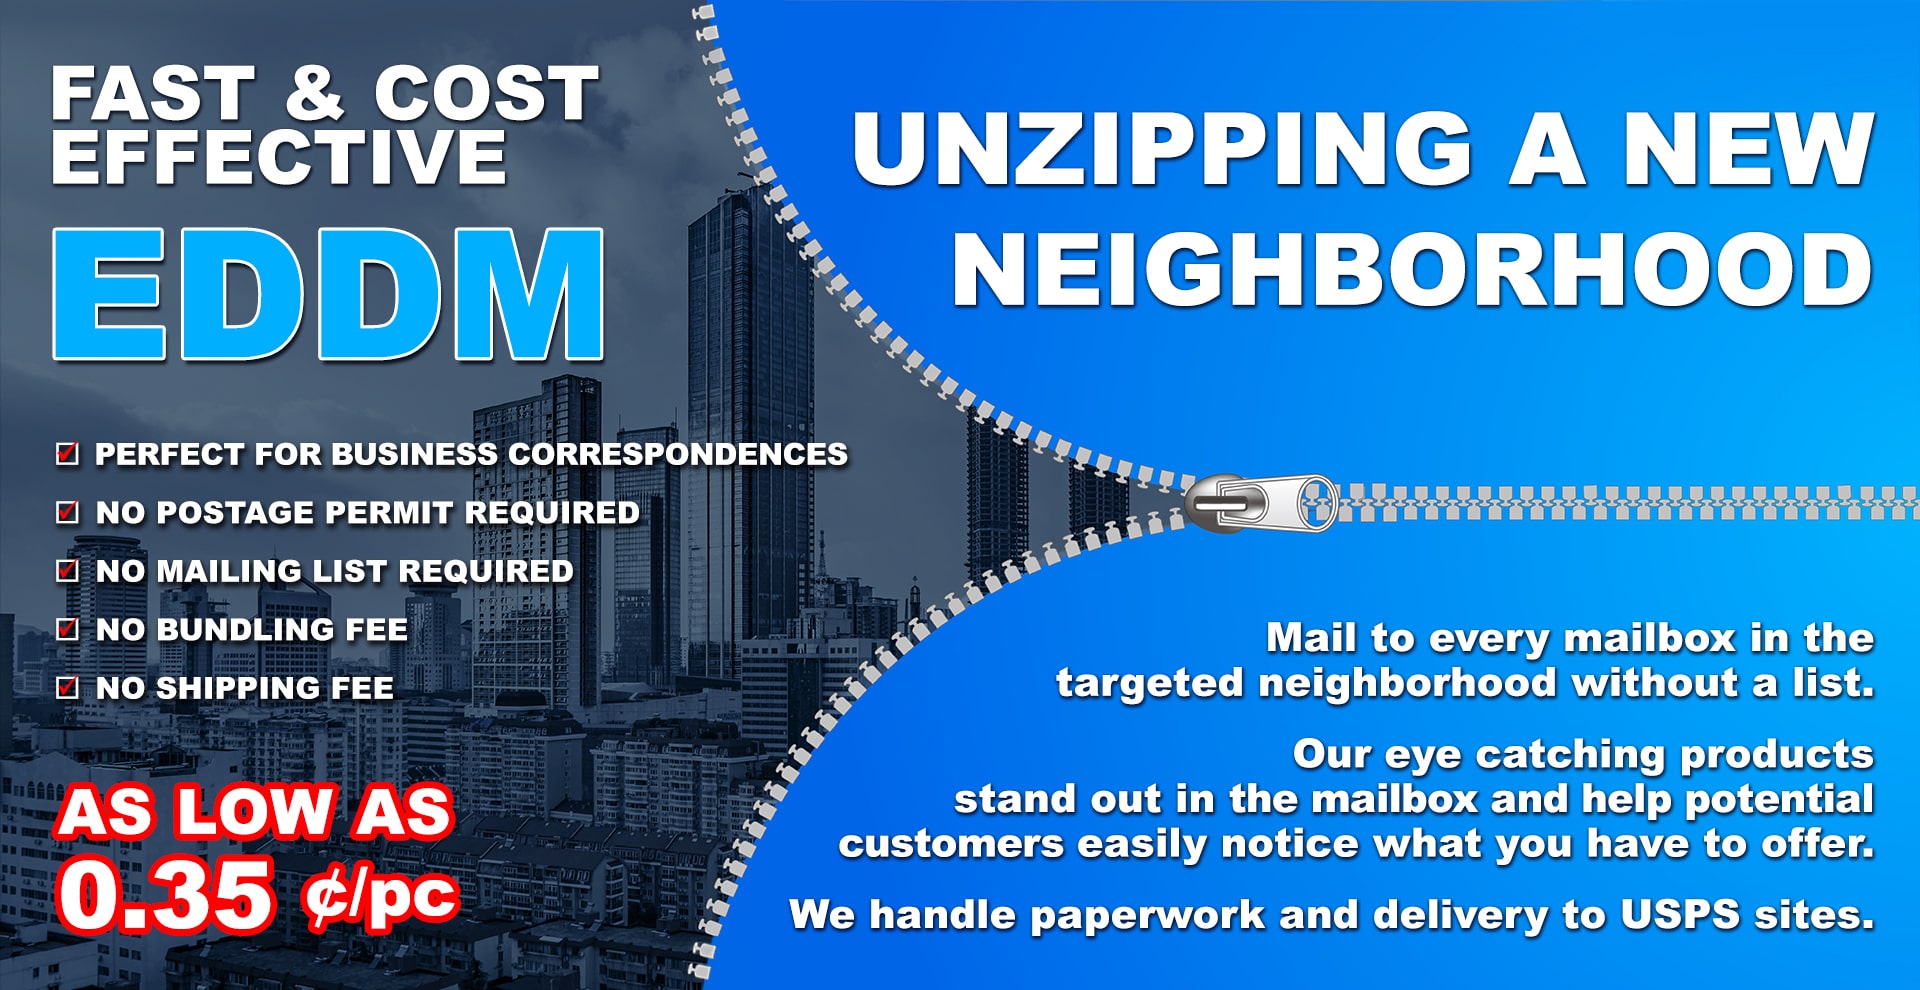 FAST & COST
EFFECTIVE
EDDM
PERFECT FOR BUSINESS CORRESPONDENCES
NO POSTAGE PERMIT REQUIRED
NO MAILING LIST REQUIRED
NO BUNDLING FEE
NO SHIPPING FEE
AS LOW AS
0.35 ¢/pc
UNZIPPING A NEW
NEIGHBORHOOD
Mail to every mailbox in the
targeted neighborhood without a list.
Our eye catching products
stand out in the mailbox and help potential
customers easily notice what you have to offer.
We handle paperwork and delivery to USPS sites.